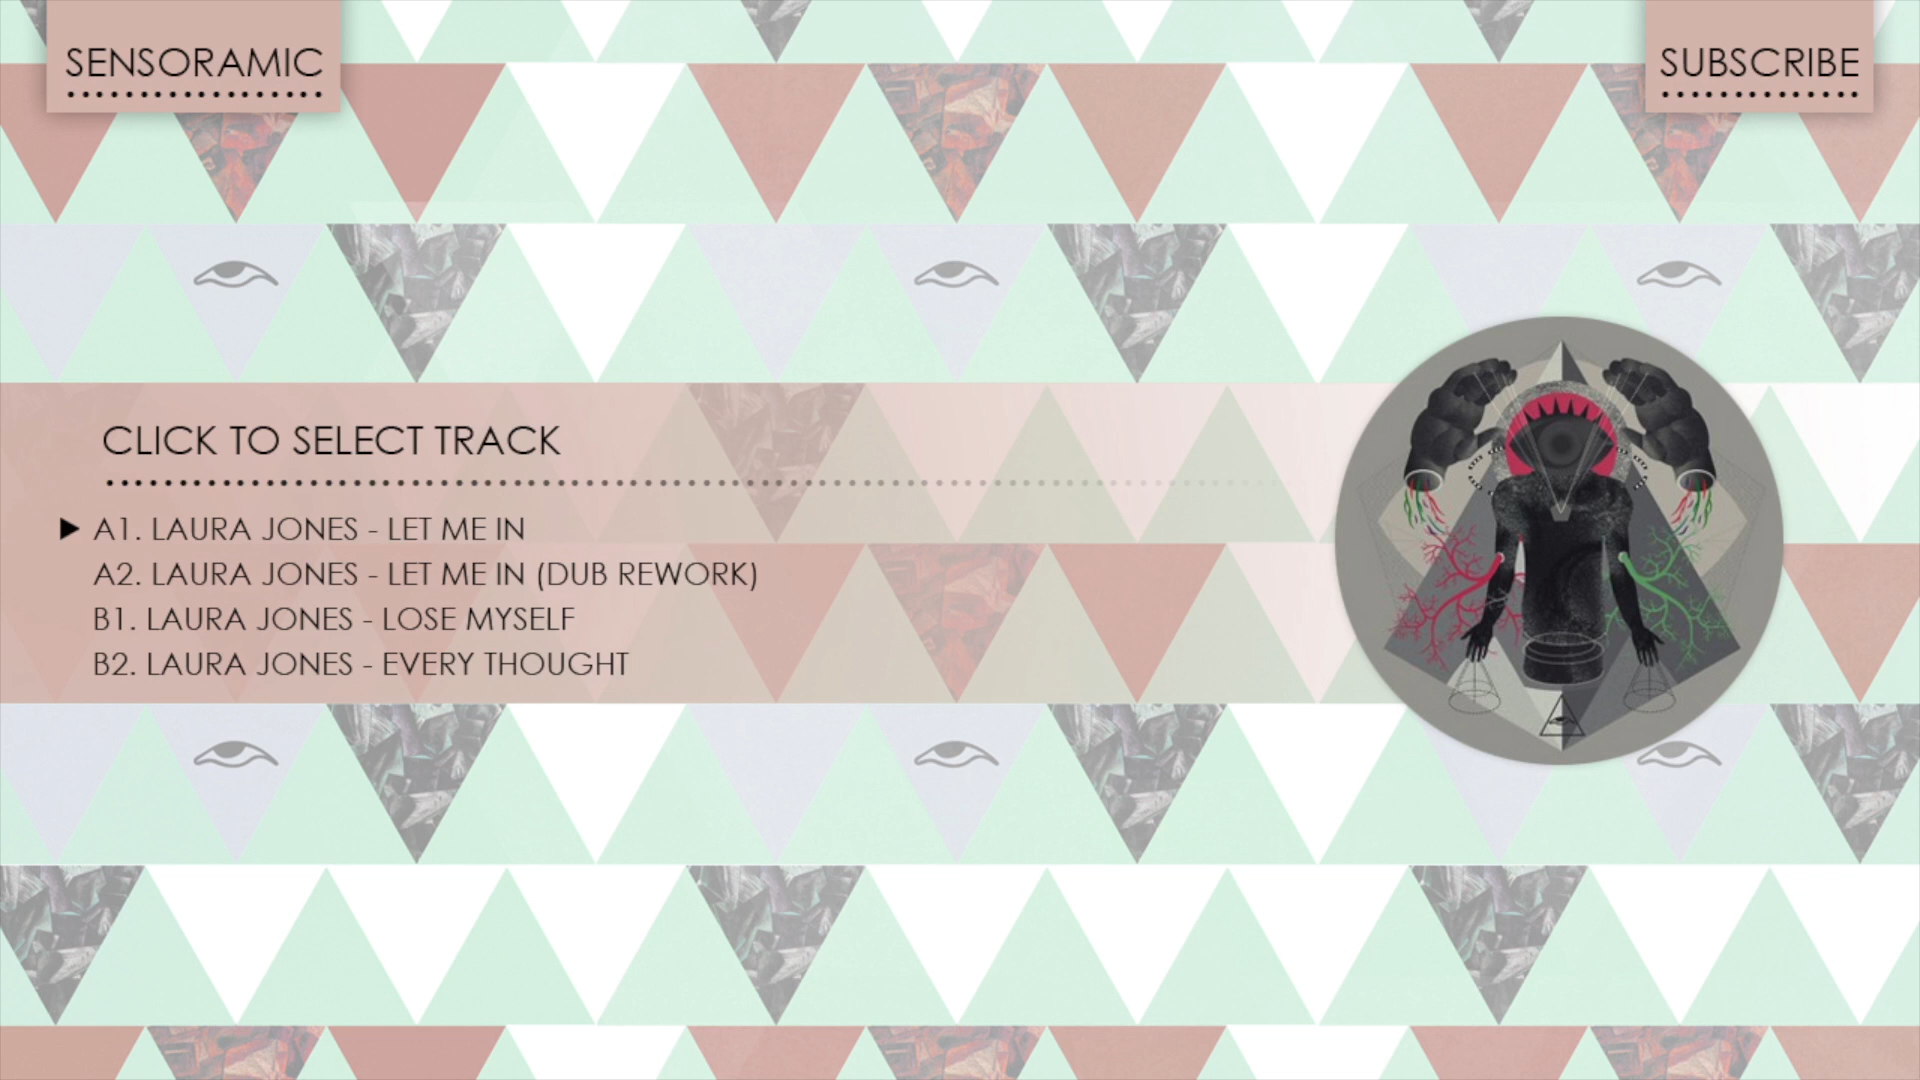 SENSORAMIC
SUBSCRIBE
CLICK TO SELECT TRACK
A1. LAURA JONES - LET ME IN
A2. LAURA JONES - LET ME IN (DUB REWORK)
B1. LAURA JONES - LOSE MYSELF
B2. LAURA JONES - EVERY THOUGHT